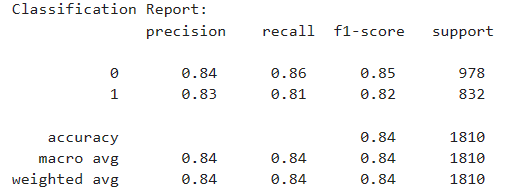 Classification Report:
precision recall f1-score support
0 0.84 0.86 0.85 978
1 0.83 0.81 0.82 832
accuracy 0.84 1810
macro avg 0.84 0.84 0.84 1810
weighted avg 0.84 0.84 0.84 1810